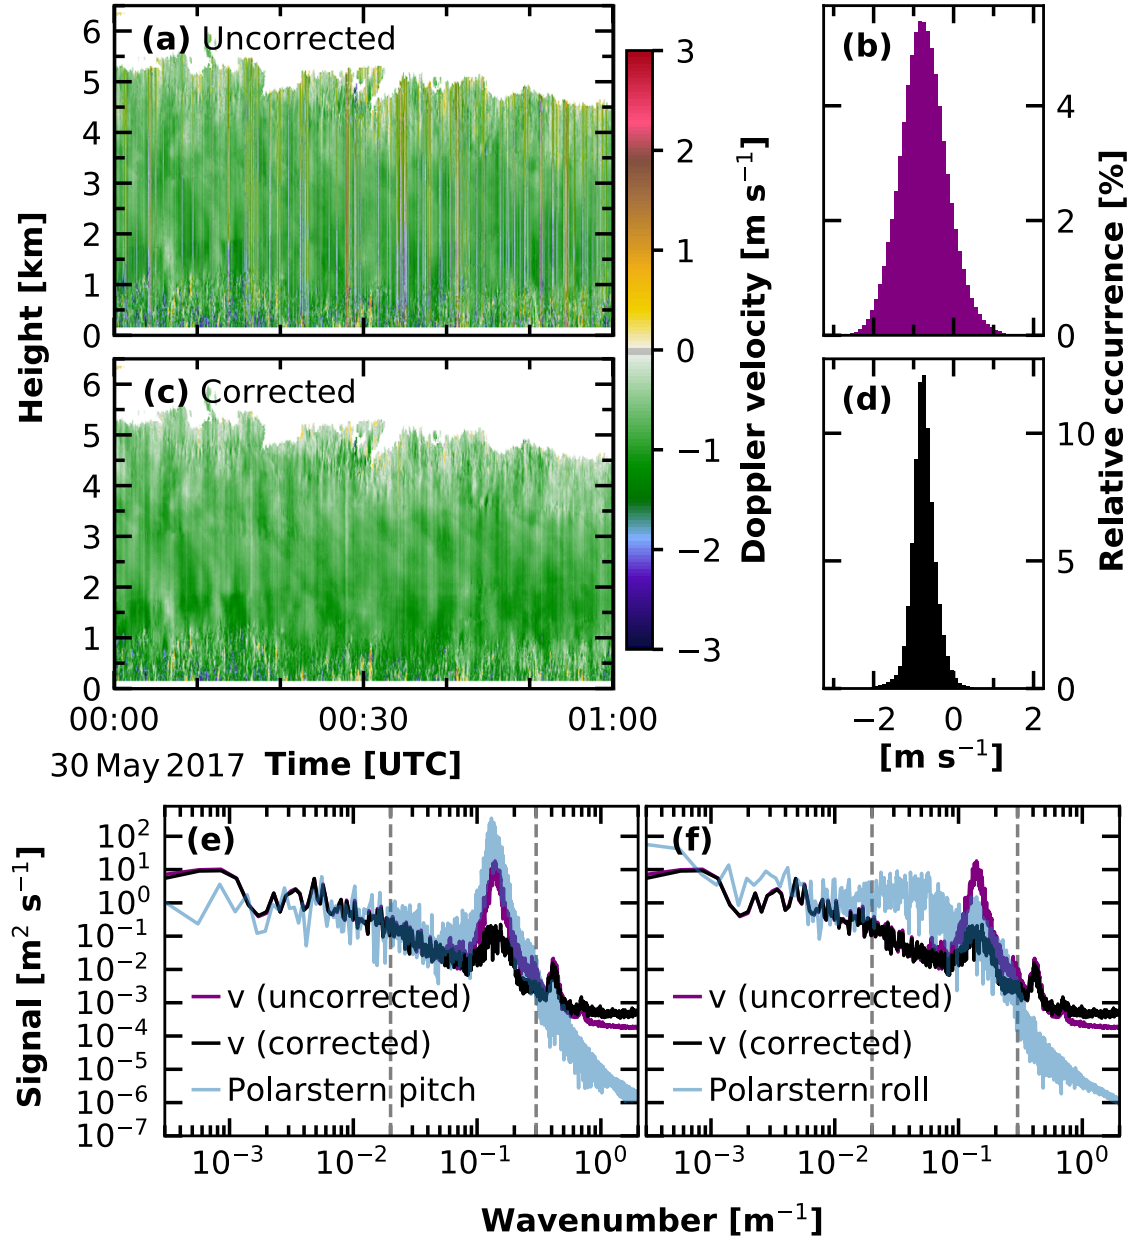 (a) Uncorrected
(b)
6
5
4
3
2
1
0
3
2
1
0
−1
−2
−3
4
2
0
Height [km]
Doppler velocity [m s⁻¹]
Relative cccurrence [%]
(c) Corrected
(d)
6
5
4
3
2
1
0
10
5
0
00:00
00:30
01:00
−2
0
2
30 May 2017
Time [UTC]
[m s⁻¹]
(e)
(f)
10²
10¹
10⁰
10⁻¹
10⁻²
10⁻³
10⁻⁴
10⁻⁵
10⁻⁶
10⁻⁷
Signal [m² s⁻¹]
v (uncorrected)
v (corrected)
Polarstern pitch
v (uncorrected)
v (corrected)
Polarstern roll
10⁻³
10⁻²
10⁻¹
10⁰
10⁻³
10⁻²
10⁻¹
10⁰
Wavenumber [m⁻¹]